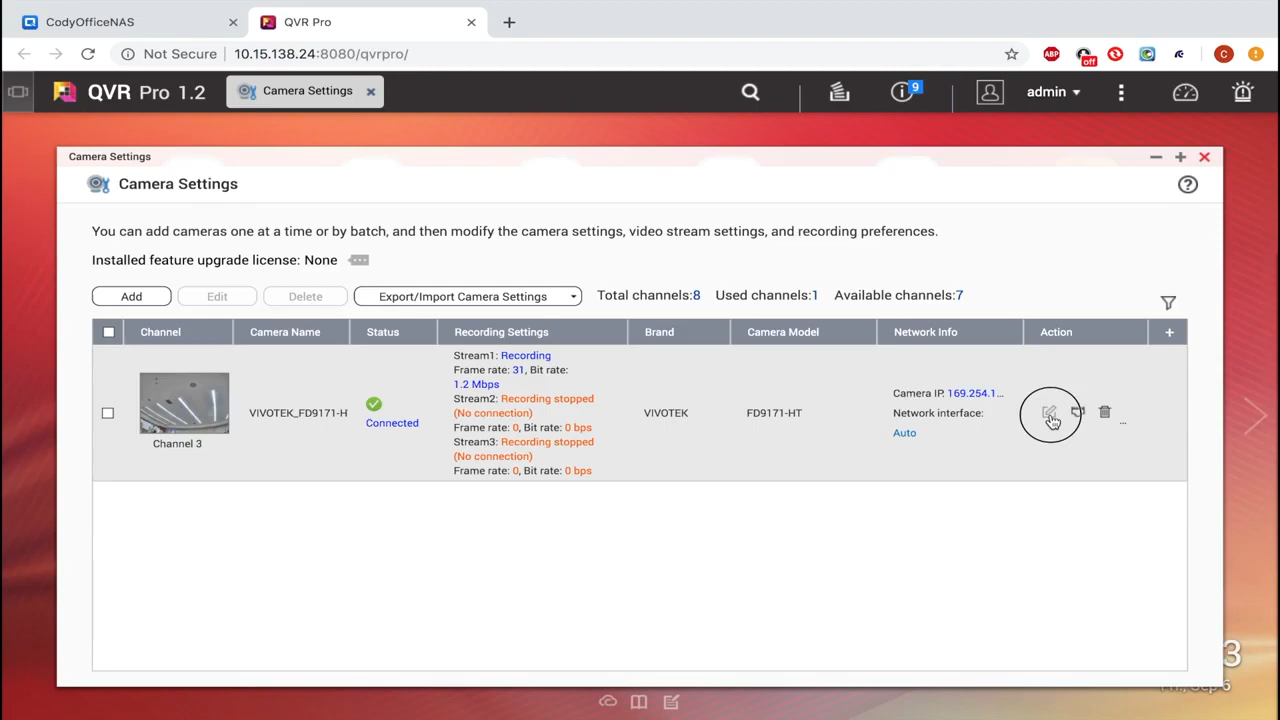 CodyOfficeNAS
QVR Pro
Not Secure
10.15.138.24:8080/qvrpro/
ABP
off
C
QVR Pro 1.2
Camera Settings
9
admin
Camera Settings
Camera Settings
You can add cameras one at a time or by batch, and then modify the camera settings, video stream settings, and recording preferences.
Installed feature upgrade license: None
Add
Edit
Delete
Export/Import Camera Settings
Total channels:8
Used channels:1
Available channels:7
Channel
Camera Name
Status
Recording Settings
Brand
Camera Model
Network Info
Action
Channel 3
VIVOTEK_FD9171-H
Connected
Stream1: Recording
Frame rate: 31, Bit rate:
1.2 Mbps
Stream2: Recording stopped
(No connection)
Frame rate: 0, Bit rate: 0 bps
Stream3: Recording stopped
(No connection)
Frame rate: 0, Bit rate: 0 bps
VIVOTEK
FD9171-HT
Camera IP: 169.254.1...
Network interface:
Auto
...
3